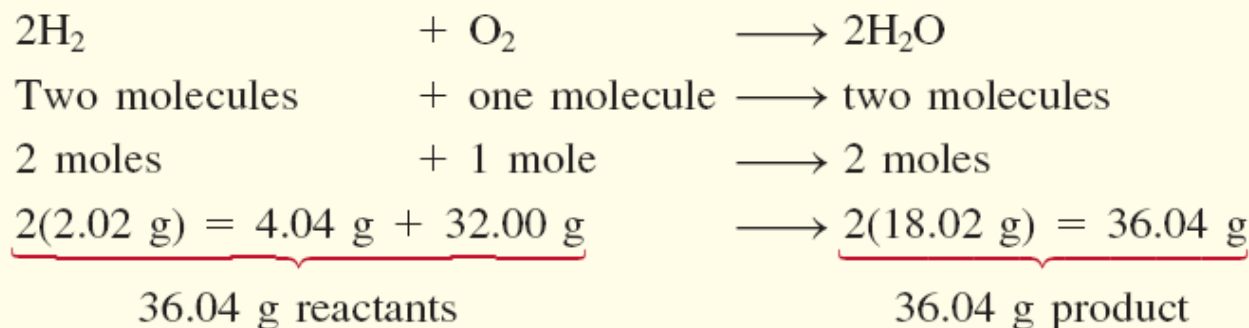 2H₂ + O₂ ⟶ 2H₂O
Two molecules + one molecule ⟶ two molecules
2 moles + 1 mole ⟶ 2 moles
2(2.02 g) = 4.04 g + 32.00 g ⟶ 2(18.02 g) = 36.04 g
36.04 g reactants 36.04 g product